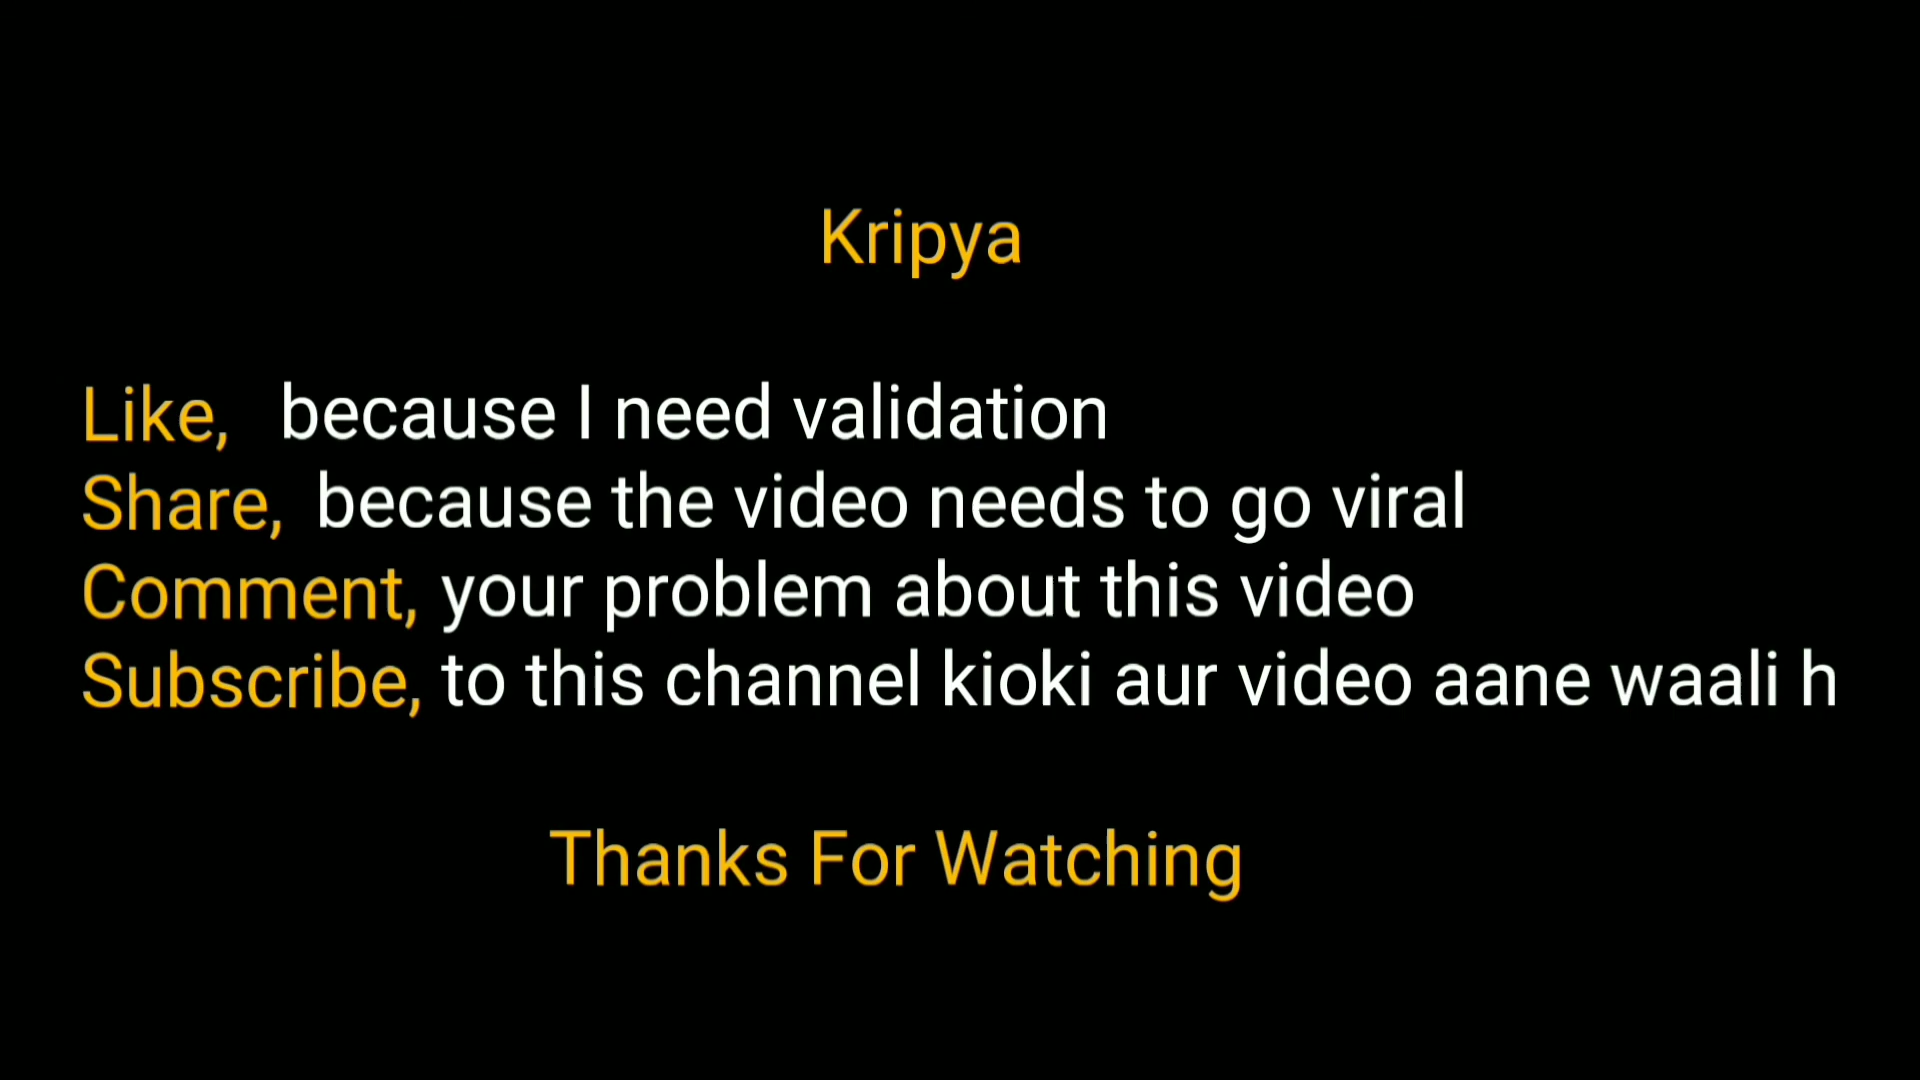 Kripya
Like, because I need validation
Share, because the video needs to go viral
Comment, your problem about this video
Subscribe, to this channel kioki aur video aane waali h
Thanks For Watching